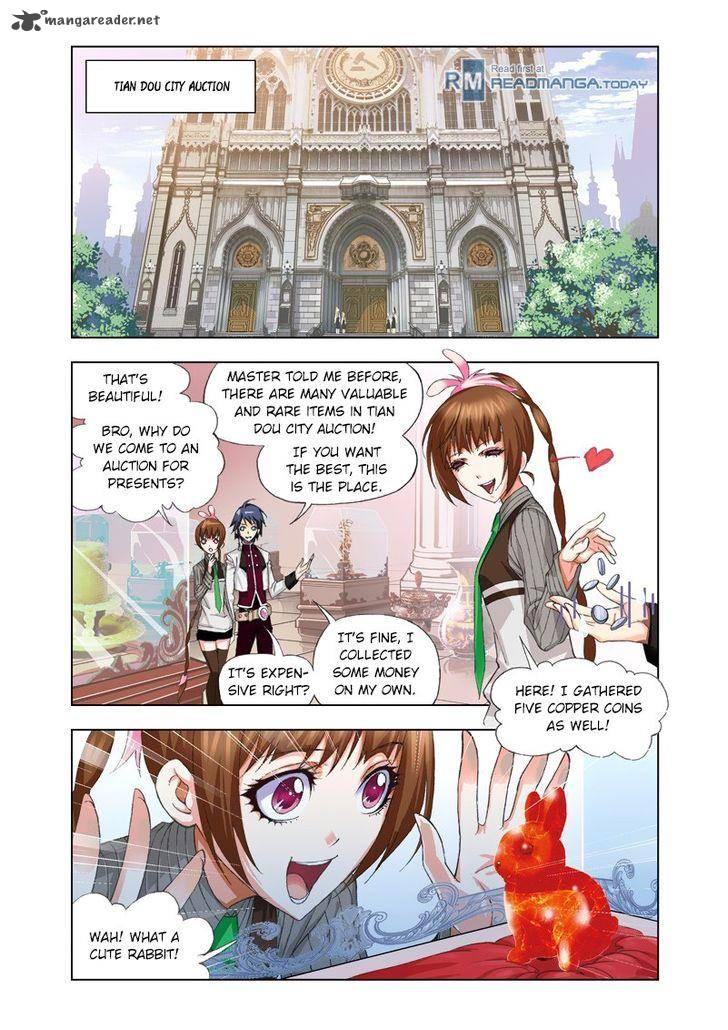 mangareader.net
TIAN DOU CITY AUCTION
Read first at
RM READMANGA.TODAY
THAT'S
BEAUTIFUL!
BRO, WHY DO
WE COME TO AN
AUCTION FOR
PRESENTS?
MASTER TOLD ME BEFORE,
THERE ARE MANY VALUABLE
AND RARE ITEMS IN TIAN
DOU CITY AUCTION!
IF YOU WANT
THE BEST, THIS
IS THE PLACE.
IT'S EXPEN-
SIVE RIGHT?
IT'S FINE, I
COLLECTED
SOME MONEY
ON MY OWN.
HERE! I GATHERED
FIVE COPPER COINS
AS WELL!
WAH! WHAT A
CUTE RABBIT!